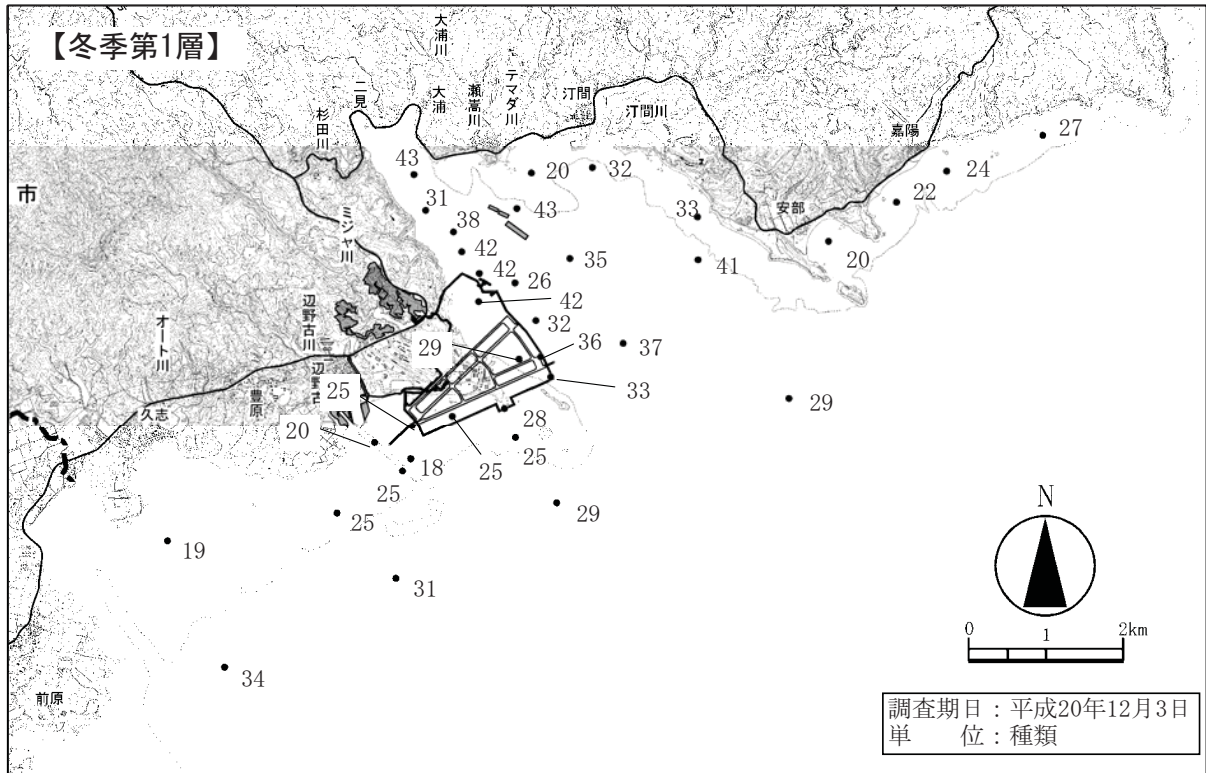 【冬季第1層】
大浦川
テマダ川
汀間
瀬嵩川
大浦
二見
杉田川
汀間川
嘉陽
27
24
22
20
安部
33
41
32
20
43
43
31
38
42
42
26
35
42
32
36
37
33
29
29
市
ミジャ川
辺野古川
辺野古
オート川
豊原
久志
25
20
28
25
25
18
25
25
29
19
31
34
前原
N
0 1 2km
調査期日：平成20年12月3日
単　　位：種類